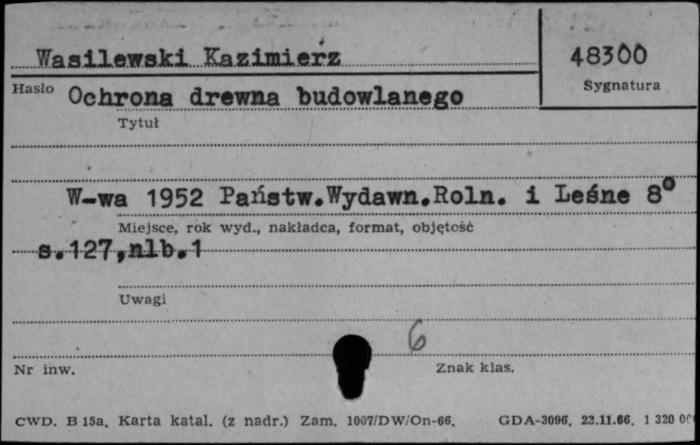 Wasilewski Kazimierz 48300
Hasło Sygnatura
Ochrona drewna budowlanego
Tytuł
W-wa 1952 Państw.Wydawn.Roln. i Leśne 8°
Miejsce, rok wyd., nakładca, format, objętość
s.127,nlb.1
Uwagi
6
Nr inw. Znak klas.
CWD. B 15a. Karta katal. (z nadr.) Zam. 1007/DW/On-66. GDA-3096. 23.11.66. 1 320